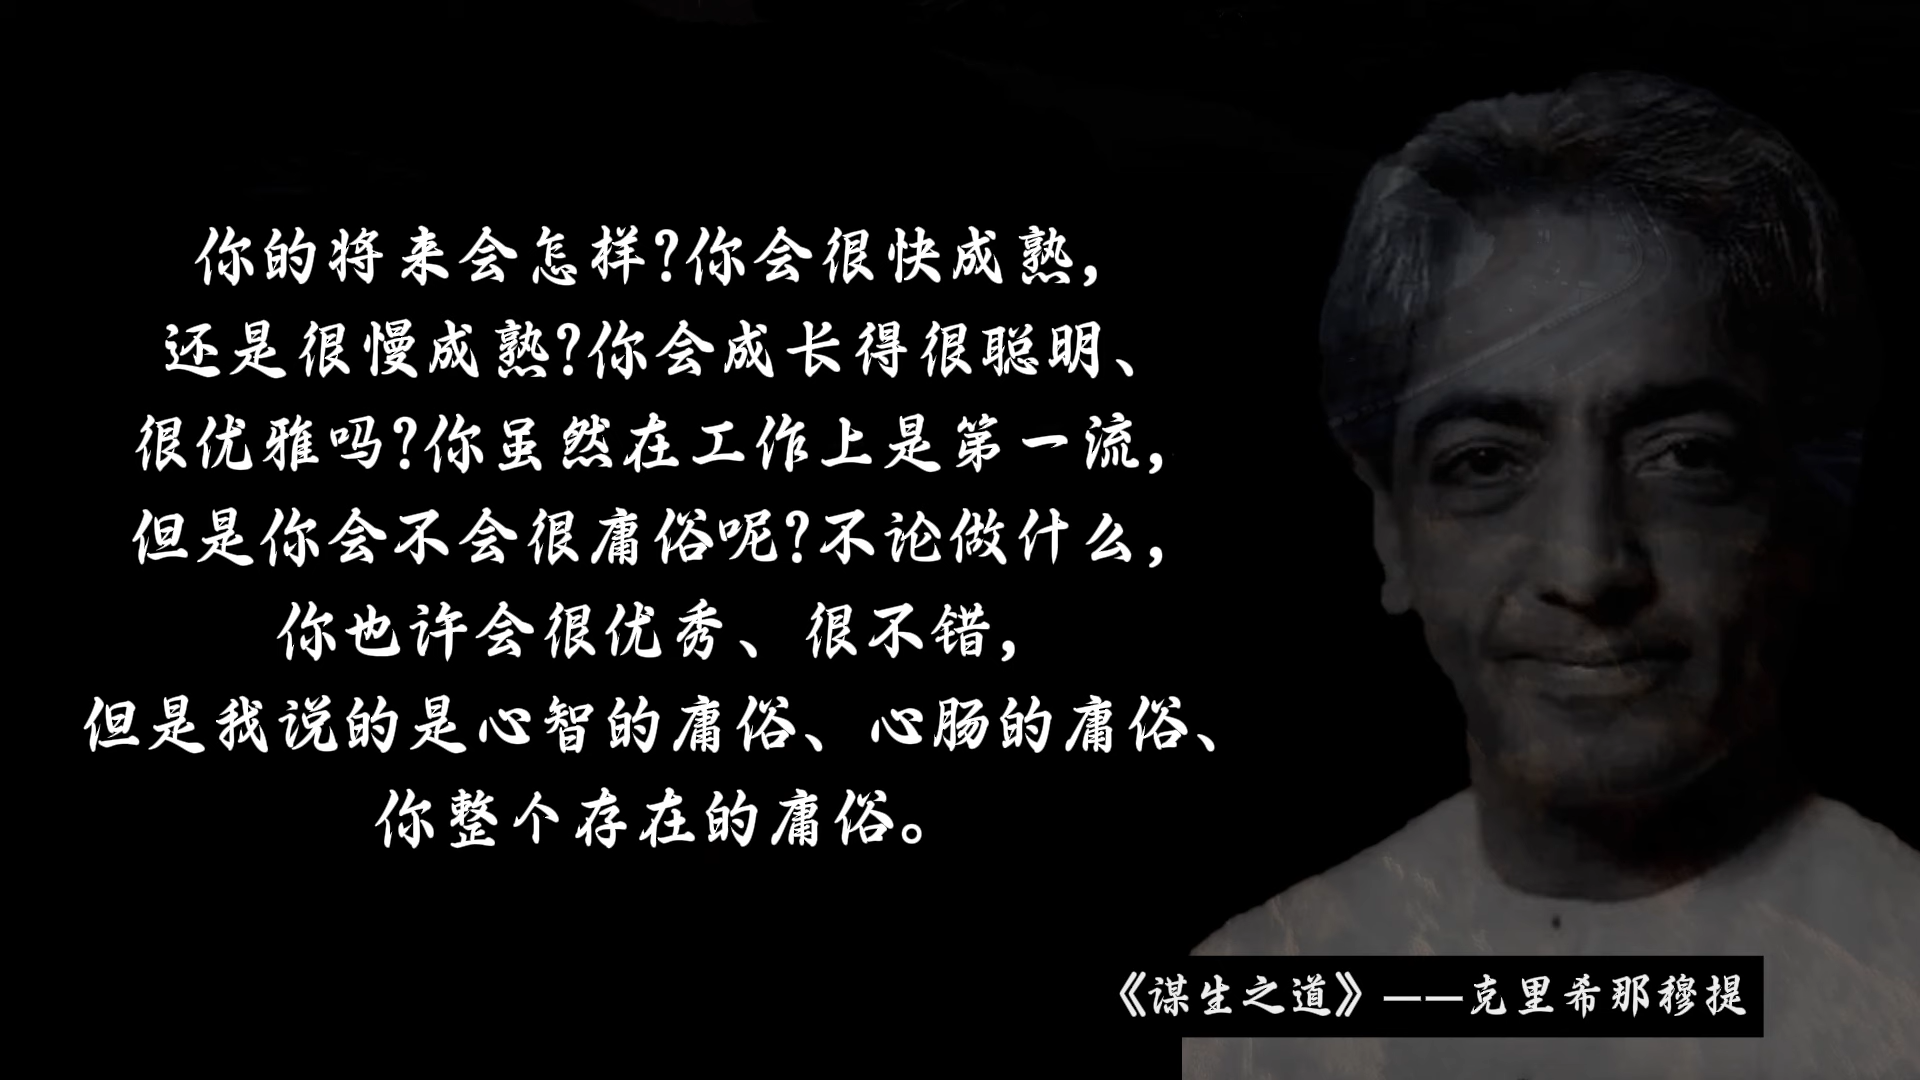 你的将来会怎样?你会很快成熟，
还是很慢成熟?你会成长得很聪明、
很优雅吗?你虽然在工作上是第一流，
但是你会不会很庸俗呢?不论做什么，
你也许会很优秀、很不错，
但是我说的是心智的庸俗、心肠的庸俗、
你整个存在的庸俗。
《谋生之道》——克里希那穆提